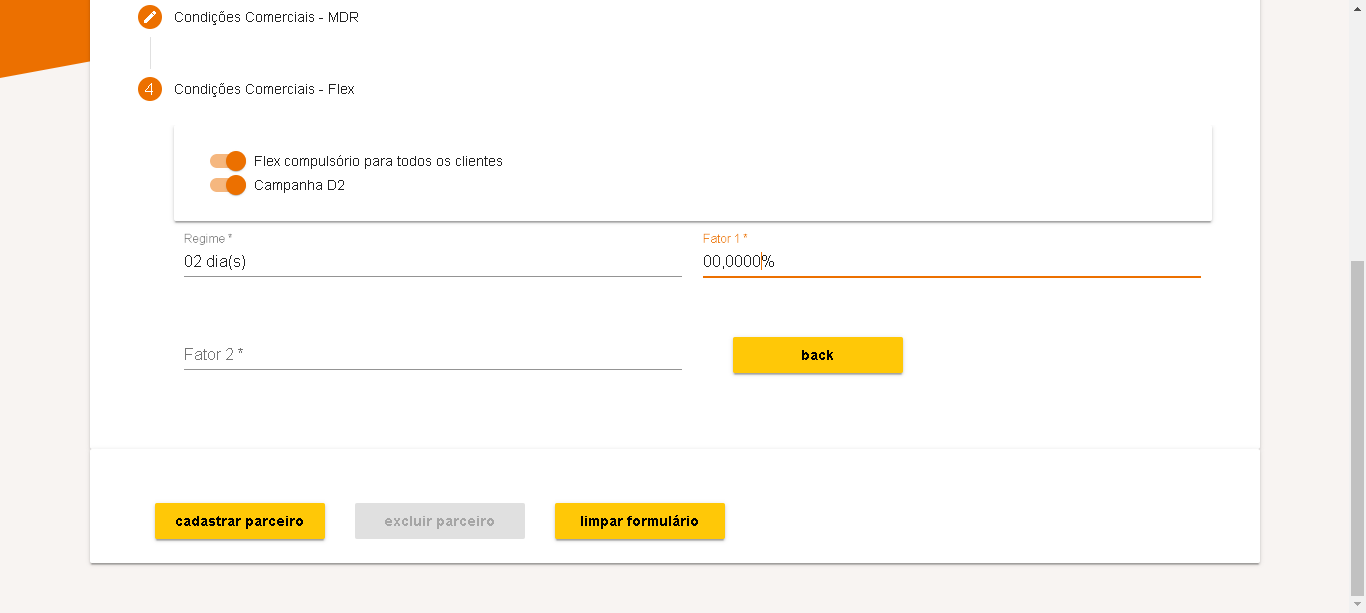 Condições Comerciais - MDR
4
Condições Comerciais - Flex
Flex compulsório para todos os clientes
Campanha D2
Regime *
02 dia(s)
Fator 1 *
00,0000%
Fator 2 *
back
cadastrar parceiro
excluir parceiro
limpar formulário